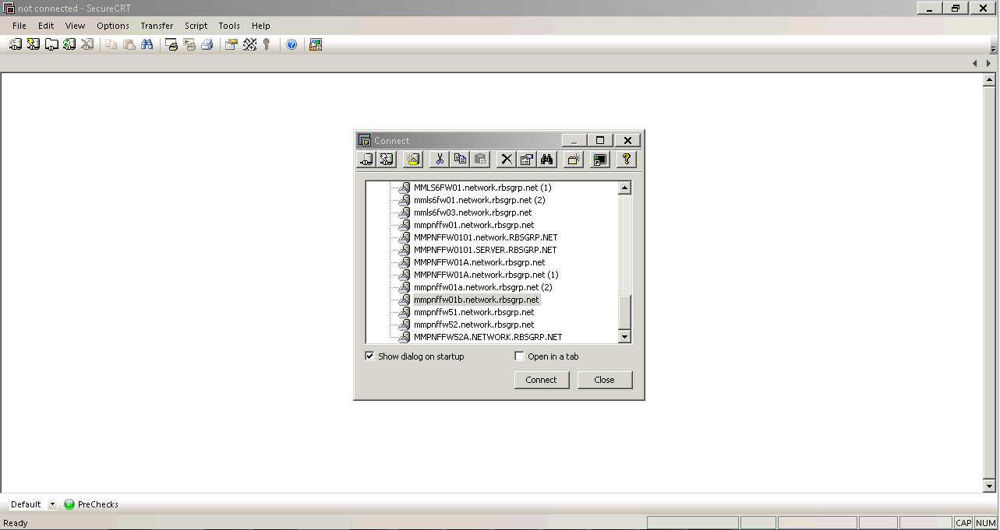 not connected - SecureCRT
File Edit View Options Transfer Script Tools Help
Connect
MMLS6FW01.network.rbsgrp.net (1)
mmls6fw01.network.rbsgrp.net (2)
mmls6fw03.network.rbsgrp.net
mmpnffw01.network.rbsgrp.net
MMPNFFW0101.network.RBSGRP.NET
MMPNFFW0101.SERVER.RBSGRP.NET
MMPNFFW01A.network.rbsgrp.net
MMPNFFW01A.network.rbsgrp.net (1)
mmpnffw01a.network.rbsgrp.net (2)
mmpnffw01b.network.rbsgrp.net
mmpnffw51.network.rbsgrp.net
mmpnffw52.network.rbsgrp.net
MMPNFFW52A.NETWORK.RBSGRP.NET
Show dialog on startup Open in a tab
Connect Close
Default PreChecks
Ready CAP NUM